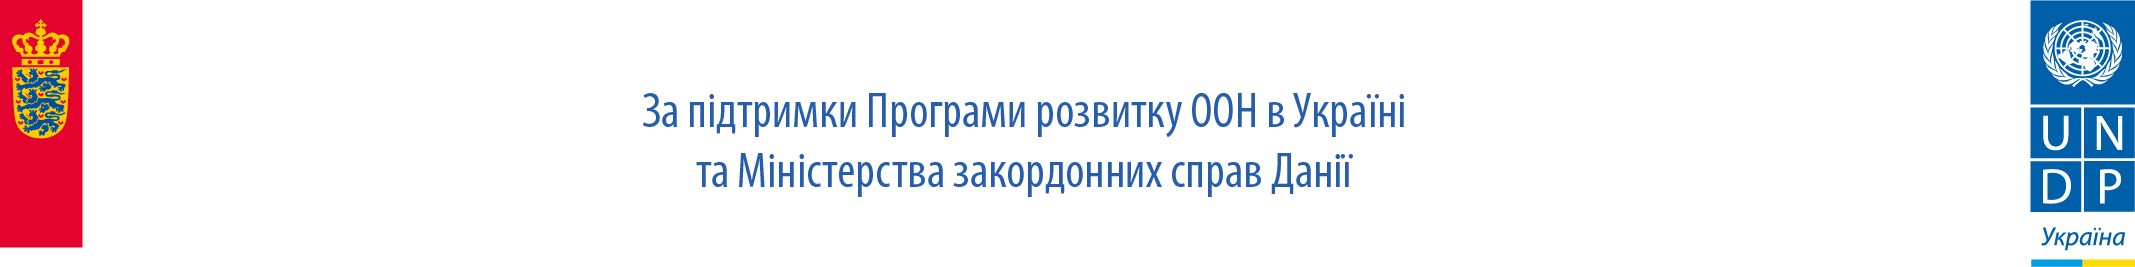 За підтримки Програми розвитку ООН в Україні
та Міністерства закордонних справ Данії
U N
D P
Україна